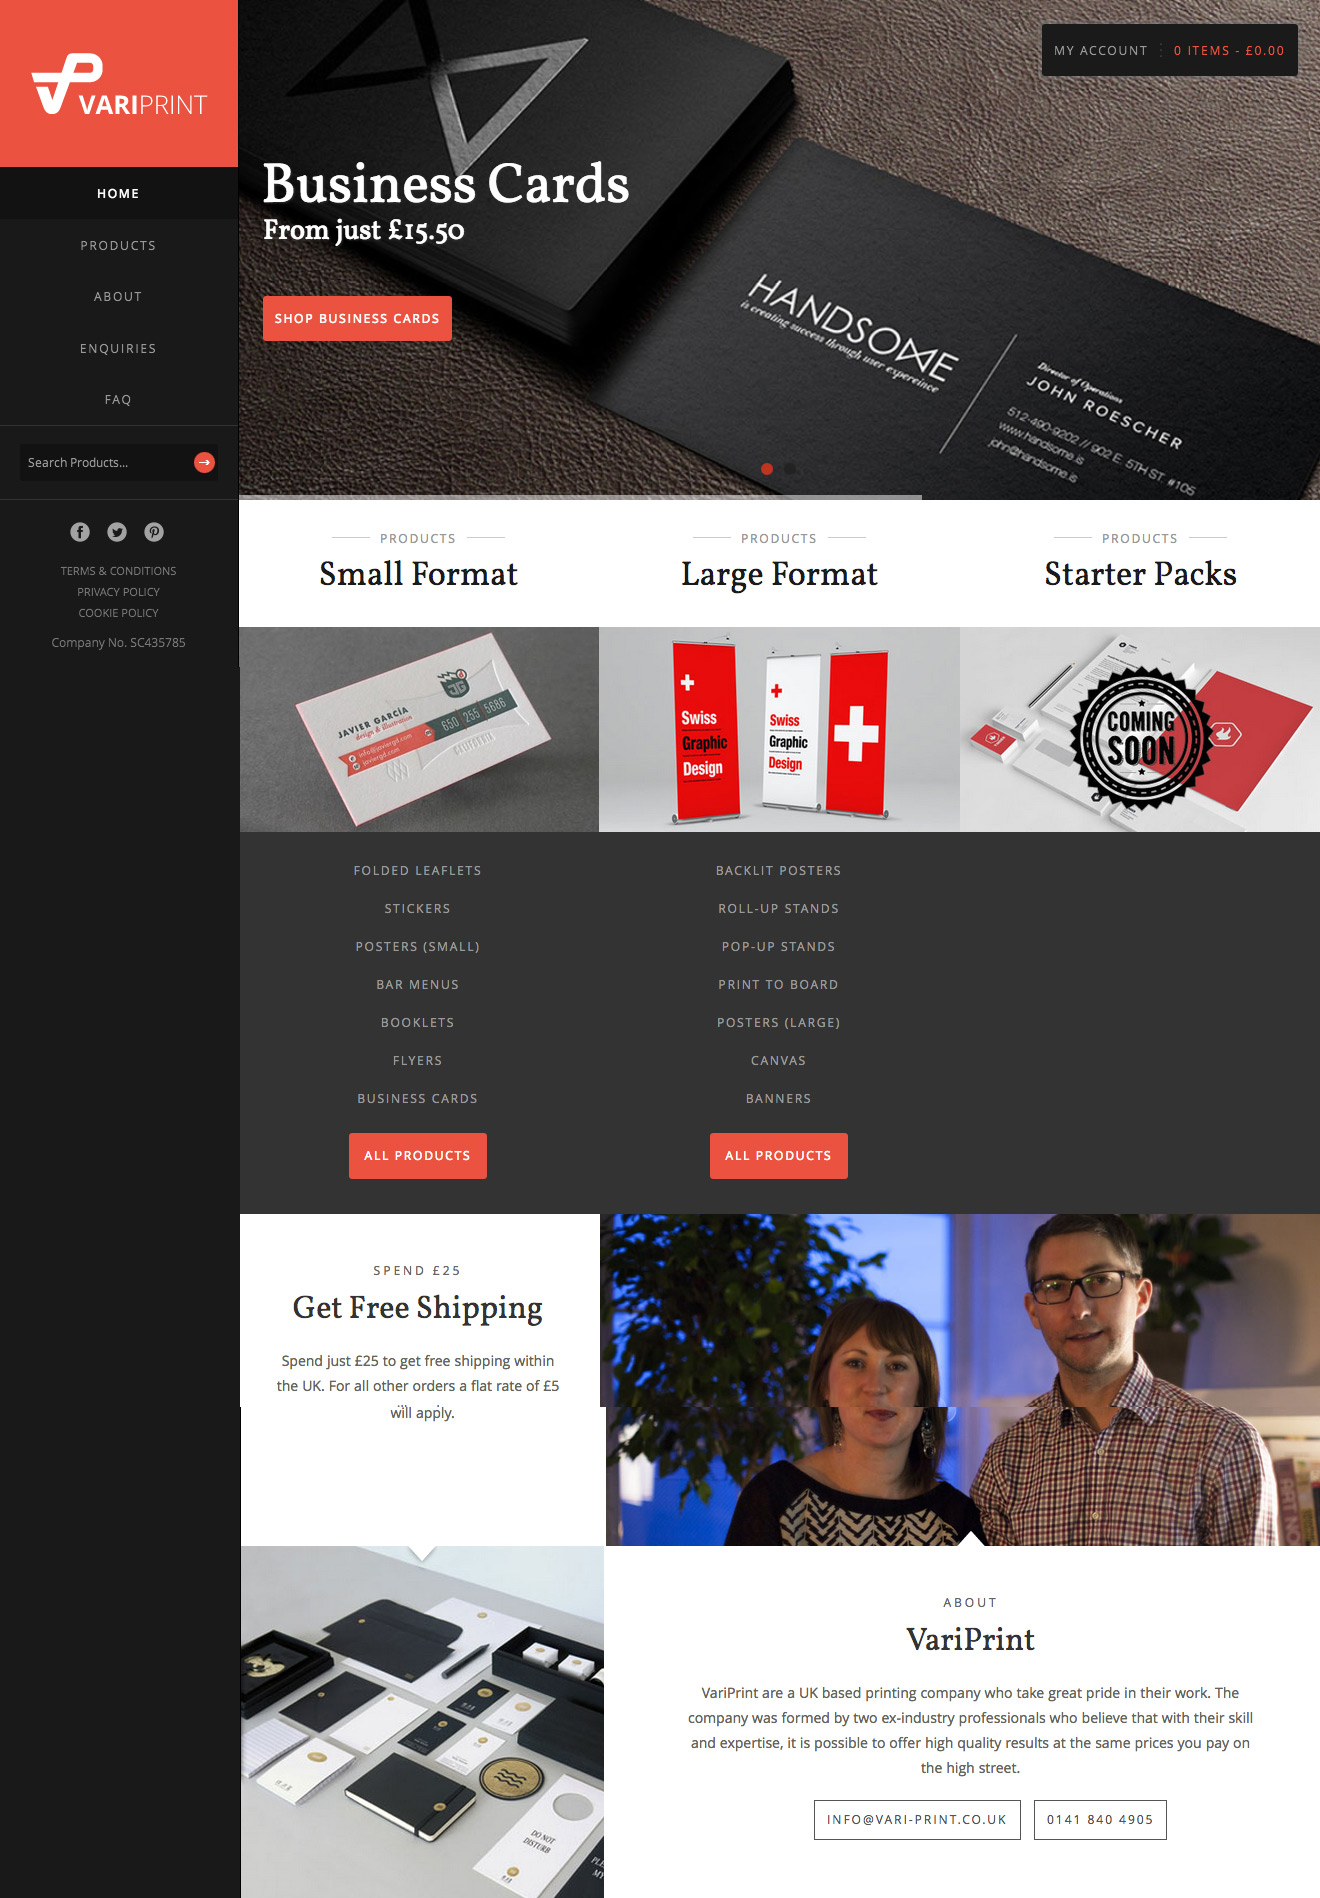 VARIPRINT
HOME
PRODUCTS
ABOUT
ENQUIRIES
FAQ
Search Products...
TERMS & CONDITIONS
PRIVACY POLICY
COOKIE POLICY
Company No. SC435785
MY ACCOUNT
0 ITEMS - £0.00
Business Cards
From just £15.50
SHOP BUSINESS CARDS
HANDSOME
is creating success through user expereince
Director of Operations
JOHN ROESCHER
512-490-9202 // 902 E. 5TH ST. #105
www.handsome.is
john@handsome.is
PRODUCTS
Small Format
PRODUCTS
Large Format
PRODUCTS
Starter Packs
JG
JAVIER GARCÍA
design & illustration
650 255 5686
info@javiergd.com
javiergd.com
CALIFORNIA
Swiss
Graphic
Design
Swiss
Graphic
Design
COMING
SOON
FOLDED LEAFLETS
STICKERS
POSTERS (SMALL)
BAR MENUS
BOOKLETS
FLYERS
BUSINESS CARDS
ALL PRODUCTS
BACKLIT POSTERS
ROLL-UP STANDS
POP-UP STANDS
PRINT TO BOARD
POSTERS (LARGE)
CANVAS
BANNERS
ALL PRODUCTS
SPEND £25
Get Free Shipping
Spend just £25 to get free shipping within
the UK. For all other orders a flat rate of £5
will apply.
DO NOT
DISTURB
ABOUT
VariPrint
VariPrint are a UK based printing company who take great pride in their work. The
company was formed by two ex-industry professionals who believe that with their skill
and expertise, it is possible to offer high quality results at the same prices you pay on
the high street.
INFO@VARI-PRINT.CO.UK
0141 840 4905